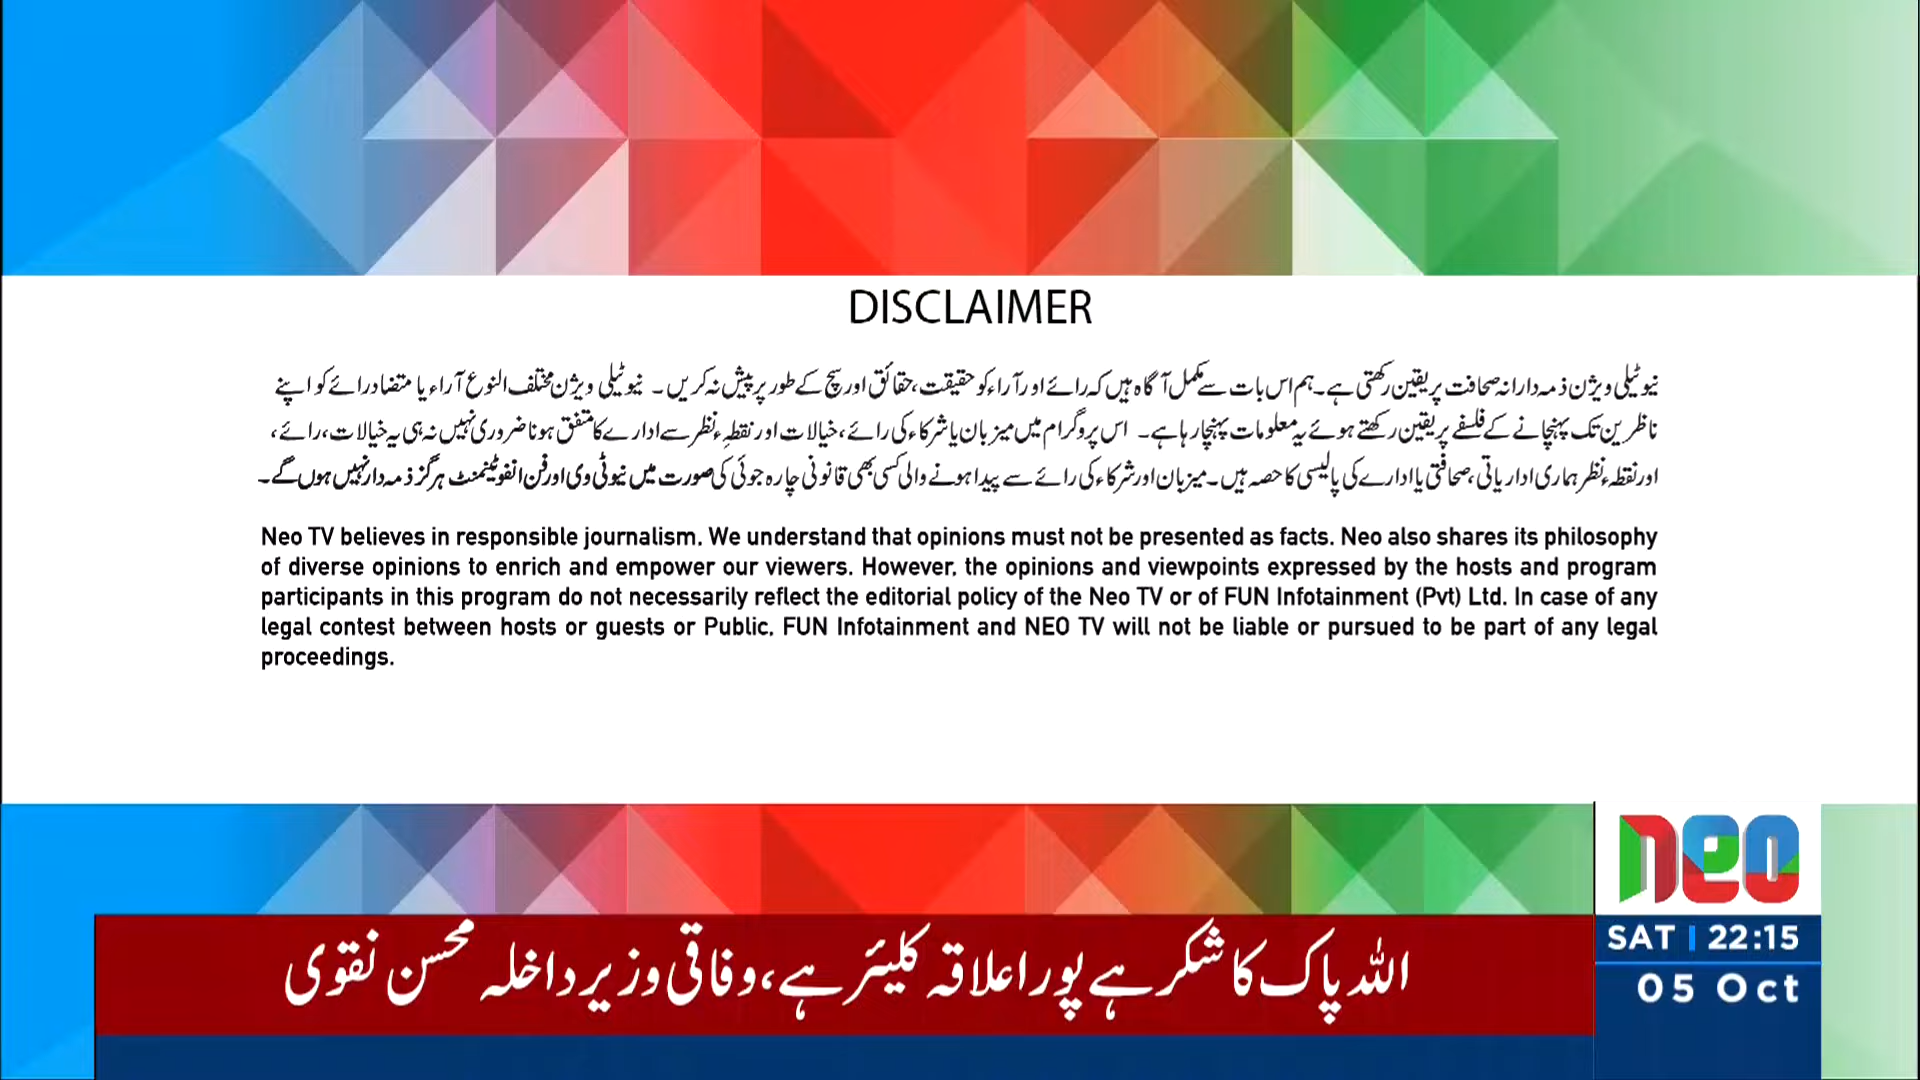 DISCLAIMER
نیوٹیلی ویژن ذمہ دارانہ صحافت پر یقین رکھتی ہے۔ ہم اس بات سے مکمل آگاہ ہیں کہ رائے اور آراء کو حقیقت، حقائق اور سچ کے طور پر پیش نہ کریں۔ نیوٹیلی ویژن مختلف النوع آراء یا متضاد رائے کو اپنے
ناظرین تک پہنچانے کے فلسفے پر یقین رکھتے ہوئے یہ معلومات پہنچا رہا ہے۔ اس پروگرام میں میزبان یا شرکاء کی رائے، خیالات اور نقطہء نظر سے ادارے کا متفق ہونا ضروری نہیں نہ ہی یہ خیالات، رائے،
اور نقطہء نظر ہماری ادارتی، صحافتی یا ادارے کی پالیسی کا حصہ ہیں۔ میزبان اور شرکاء کی رائے سے پیدا ہونے والی کسی بھی قانونی چارہ جوئی کی صورت میں نیو ٹی وی اور فن انفوٹینمنٹ ہرگز ذمہ دار نہیں ہوں گے۔
Neo TV believes in responsible journalism. We understand that opinions must not be presented as facts. Neo also shares its philosophy
of diverse opinions to enrich and empower our viewers. However, the opinions and viewpoints expressed by the hosts and program
participants in this program do not necessarily reflect the editorial policy of the Neo TV or of FUN Infotainment (Pvt) Ltd. In case of any
legal contest between hosts or guests or Public, FUN Infotainment and NEO TV will not be liable or pursued to be part of any legal
proceedings.
neo
SAT | 22:15
05 Oct
اللہ پاک کا شکر ہے پورا علاقہ کلیئر ہے، وفاقی وزیر داخلہ محسن نقوی